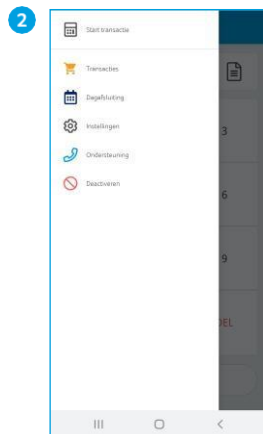 2
Start transactie
Transacties
Dagafsluiting
3
Instellingen
Ondersteuning
6
Deactiveren
9
DEL